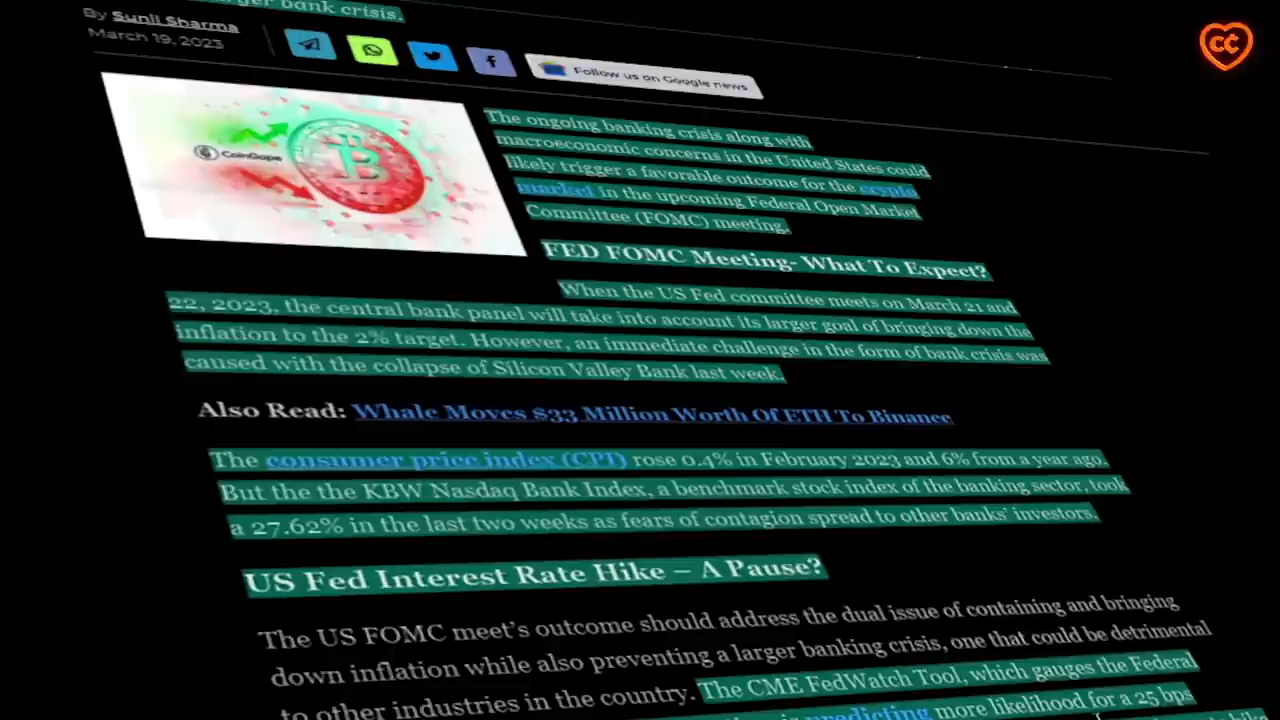 bank crisis.
By Sunil Sharma
March 19, 2023
Follow us on Google news
CC
CoinGape
The ongoing banking crisis along with
macroeconomic concerns in the United States could
likely trigger a favorable outcome for the crypto
market in the upcoming Federal Open Market
Committee (FOMC) meeting.
FED FOMC Meeting- What To Expect?
When the US Fed committee meets on March 21 and
22, 2023, the central bank panel will take into account its larger goal of bringing down the
inflation to the 2% target. However, an immediate challenge in the form of bank crisis was
caused with the collapse of Silicon Valley Bank last week.
Also Read: Whale Moves $33 Million Worth Of ETH To Binance
The consumer price index (CPI) rose 0.4% in February 2023 and 6% from a year ago.
But the the KBW Nasdaq Bank Index, a benchmark stock index of the banking sector, took
a 27.62% in the last two weeks as fears of contagion spread to other banks' investors.
US Fed Interest Rate Hike – A Pause?
The US FOMC meet's outcome should address the dual issue of containing and bringing
down inflation while also preventing a larger banking crisis, one that could be detrimental
to other industries in the country. The CME FedWatch Tool, which gauges the Federal
predicting more likelihood for a 25 bps